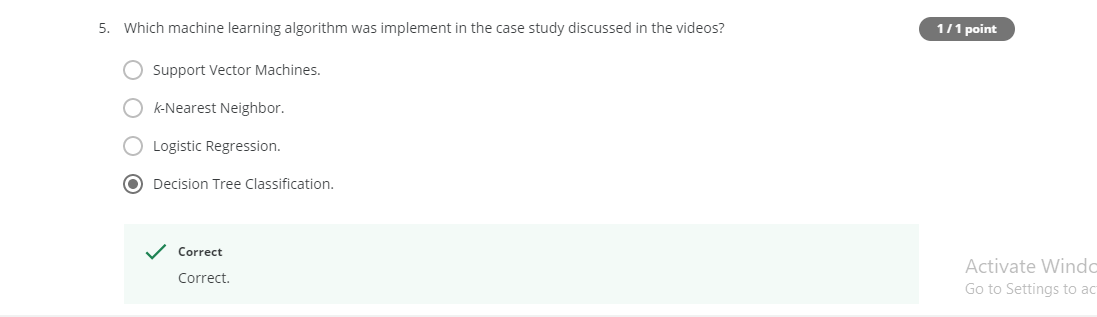 5. Which machine learning algorithm was implement in the case study discussed in the videos?
1 / 1 point
Support Vector Machines.
k-Nearest Neighbor.
Logistic Regression.
Decision Tree Classification.
Correct
Correct.
Activate Windo
Go to Settings to ac